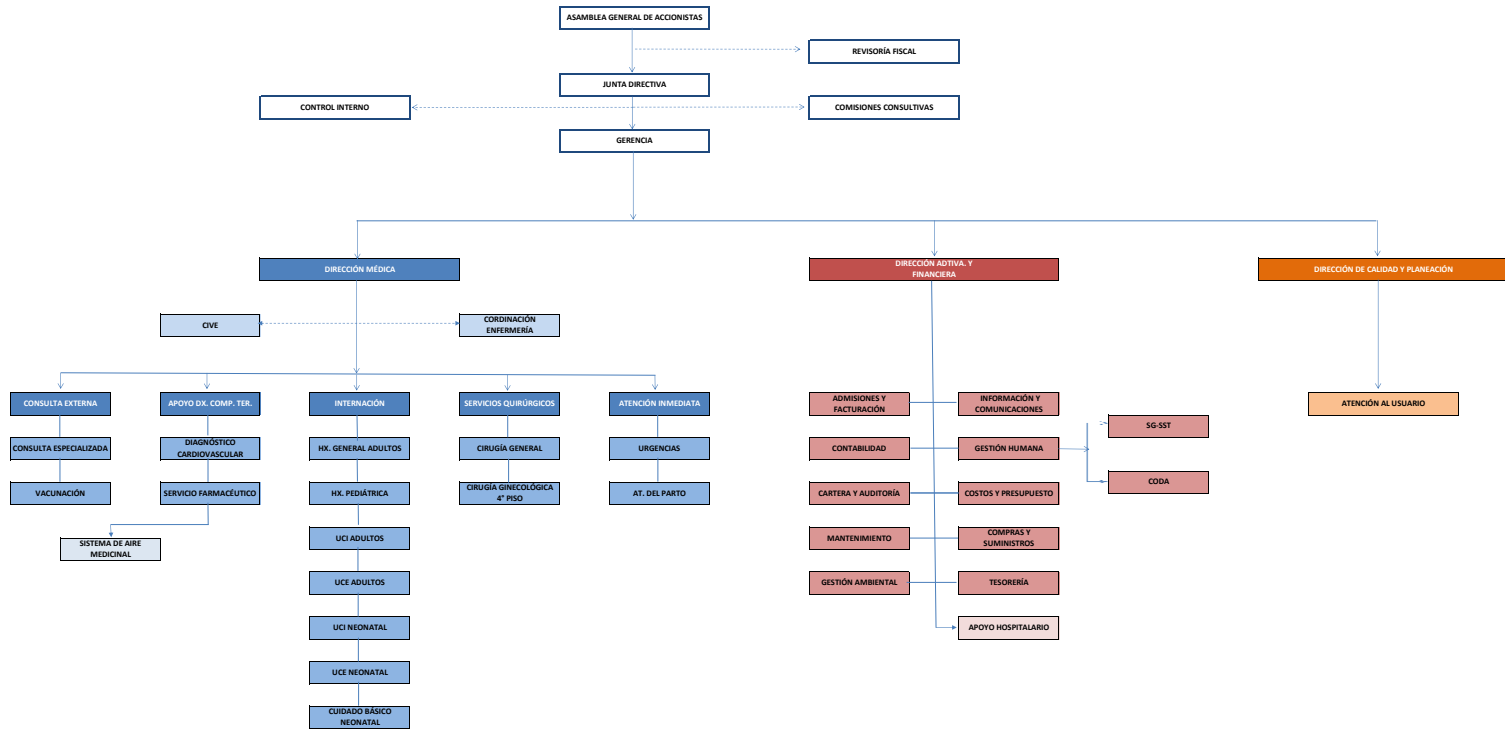 ASAMBLEA GENERAL DE ACCIONISTAS
REVISORÍA FISCAL
JUNTA DIRECTIVA
CONTROL INTERNO
COMISIONES CONSULTIVAS
GERENCIA
DIRECCIÓN MÉDICA
DIRECCIÓN ADTIVA. Y
FINANCIERA
DIRECCIÓN DE CALIDAD Y PLANEACIÓN
CIVE
CORDINACIÓN
ENFERMERÍA
CONSULTA EXTERNA
APOYO DX. COMP. TER.
INTERNACIÓN
SERVICIOS QUIRÚRGICOS
ATENCIÓN INMEDIATA
ADMISIONES Y
FACTURACIÓN
INFORMACIÓN Y
COMUNICACIONES
ATENCIÓN AL USUARIO
SG-SST
CONSULTA ESPECIALIZADA
DIAGNÓSTICO
CARDIOVASCULAR
HX. GENERAL ADULTOS
CIRUGÍA GENERAL
URGENCIAS
CONTABILIDAD
GESTIÓN HUMANA
CODA
VACUNACIÓN
SERVICIO FARMACÉUTICO
HX. PEDIÁTRICA
CIRUGÍA GINECOLÓGICA
4° PISO
AT. DEL PARTO
CARTERA Y AUDITORÍA
COSTOS Y PRESUPUESTO
SISTEMA DE AIRE
MEDICINAL
UCI ADULTOS
MANTENIMIENTO
COMPRAS Y
SUMINISTROS
UCE ADULTOS
GESTIÓN AMBIENTAL
TESORERÍA
UCI NEONATAL
APOYO HOSPITALARIO
UCE NEONATAL
CUIDADO BÁSICO
NEONATAL